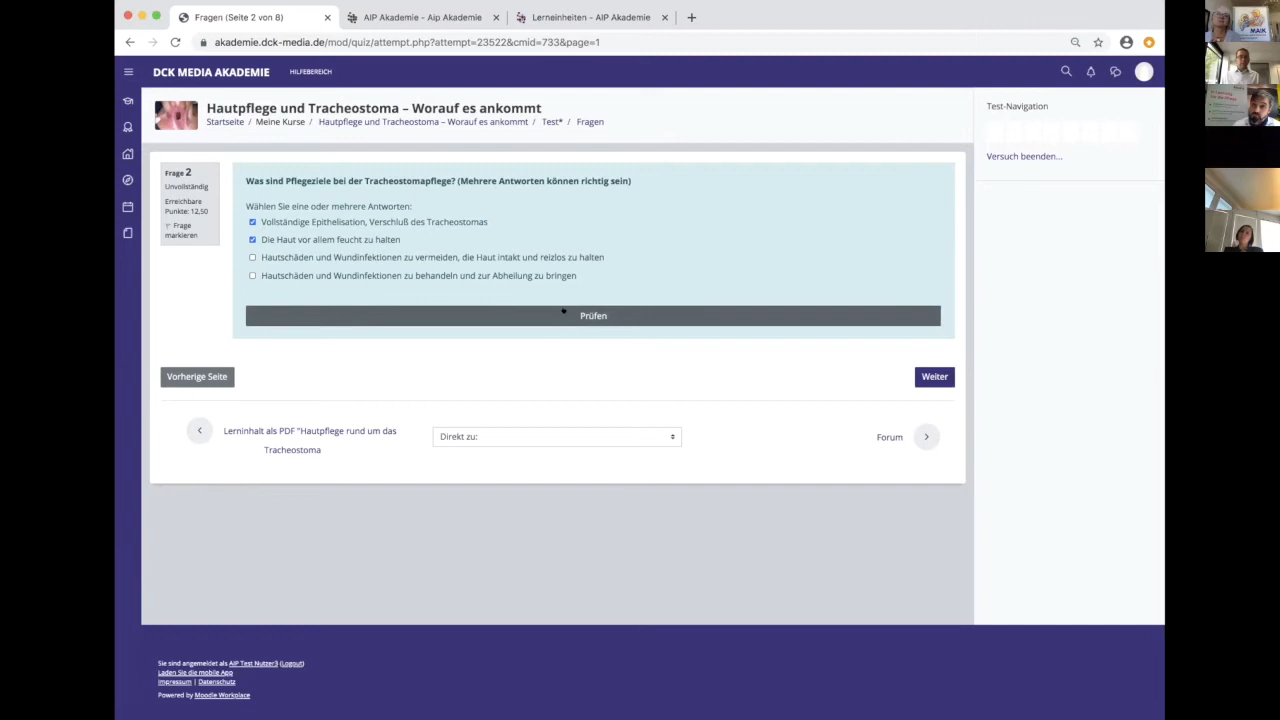 Fragen (Seite 2 von 8)
AIP Akademie - Aip Akademie
Lerneinheiten - AIP Akademie
akademie.dck-media.de/mod/quiz/attempt.php?attempt=23522&cmid=733&page=1
DCK MEDIA AKADEMIE
HILFEBEREICH
Hautpflege und Tracheostoma – Worauf es ankommt
Startseite / Meine Kurse / Hautpflege und Tracheostoma – Worauf es ankommt / Test* / Fragen
Test-Navigation
Versuch beenden...
Frage 2
Unvollständig
Erreichbare
Punkte: 12,50
Frage
markieren
Was sind Pflegeziele bei der Tracheostomapflege? (Mehrere Antworten können richtig sein)
Wählen Sie eine oder mehrere Antworten:
Vollständige Epithelisation, Verschluß des Tracheostomas
Die Haut vor allem feucht zu halten
Hautschäden und Wundinfektionen zu vermeiden, die Haut intakt und reizlos zu halten
Hautschäden und Wundinfektionen zu behandeln und zur Abheilung zu bringen
Prüfen
Vorherige Seite
Weiter
Lerninhalt als PDF "Hautpflege rund um das
Tracheostoma
Direkt zu:
Forum
Sie sind angemeldet als AIP Test Nutzer3 (Logout)
Laden Sie die mobile App
Impressum | Datenschutz
Powered by Moodle Workplace
MAIK